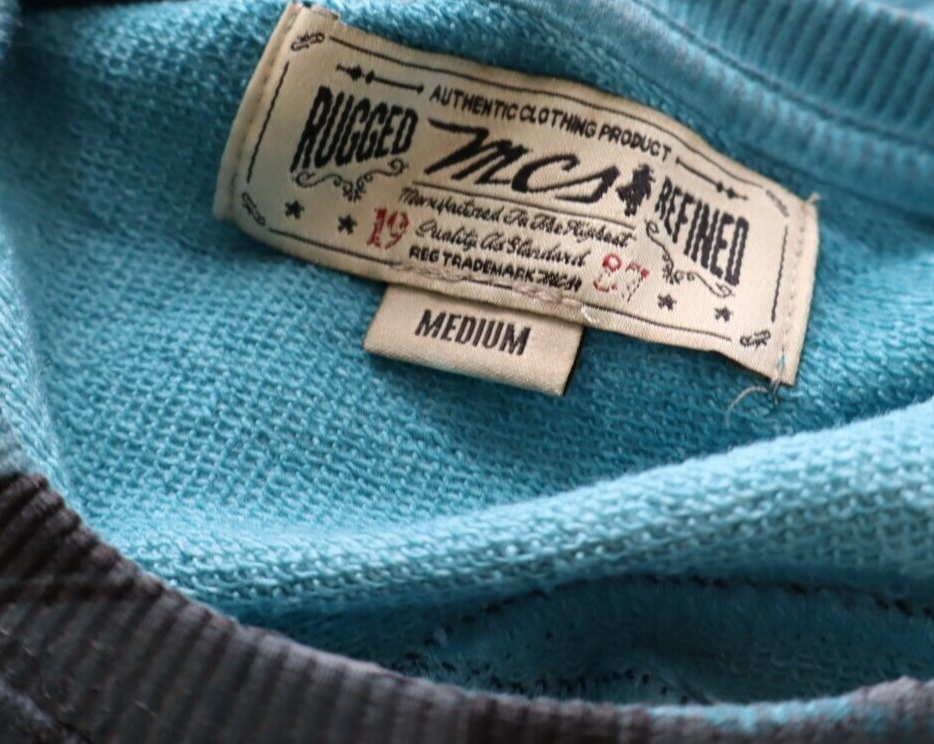 AUTHENTIC CLOTHING PRODUCT
RUGGED mcs REFINED
Manufactured To The Highest
19 Quality As Standard 87
REG TRADEMARK
MEDIUM